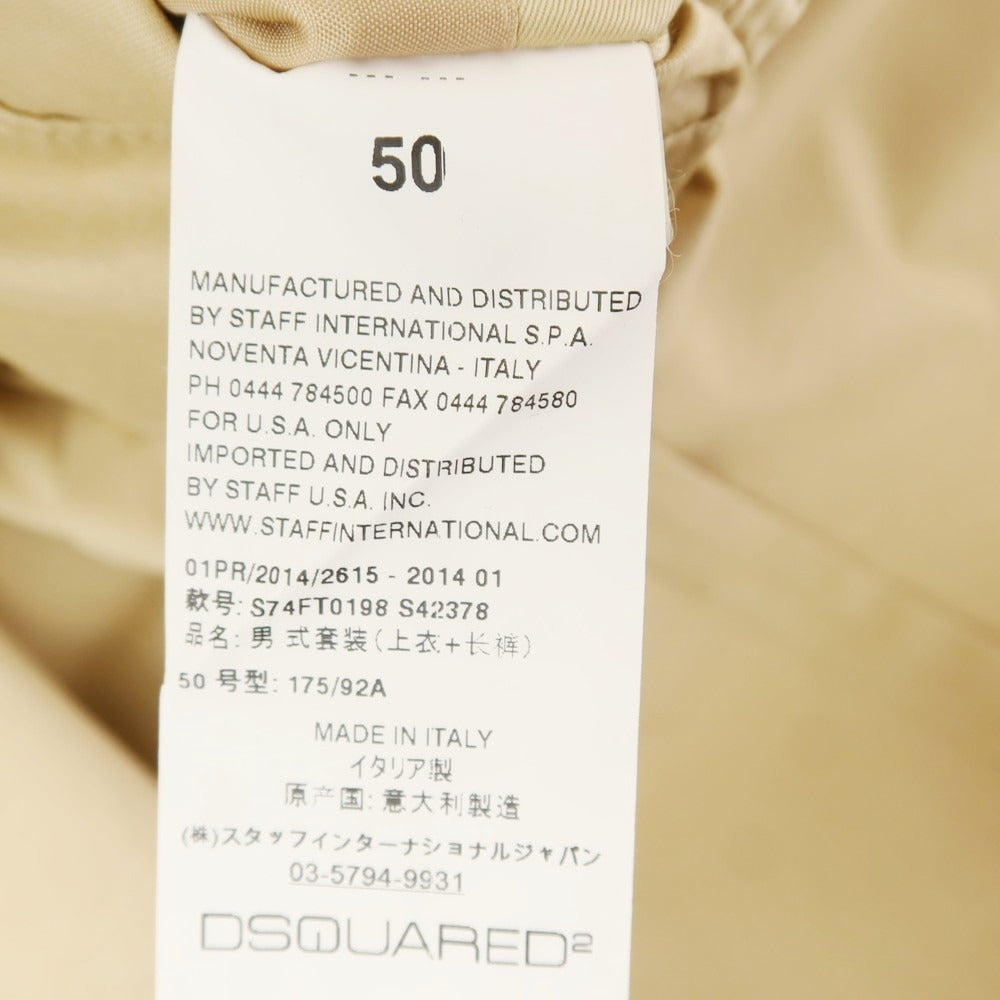 50
MANUFACTURED AND DISTRIBUTED
BY STAFF INTERNATIONAL S.P.A.
NOVENTA VICENTINA - ITALY
PH 0444 784500 FAX 0444 784580
FOR U.S.A. ONLY
IMPORTED AND DISTRIBUTED
BY STAFF U.S.A. INC.
WWW.STAFFINTERNATIONAL.COM
01PR/2014/2615 - 2014 01
款号: S74FT0198 S42378
品名: 男式套装(上衣+长裤)
50 号型: 175/92A
MADE IN ITALY
イタリア製
原产国: 意大利製造
(株)スタッフインターナショナルジャパン
03-5794-9931
DSQUARED2